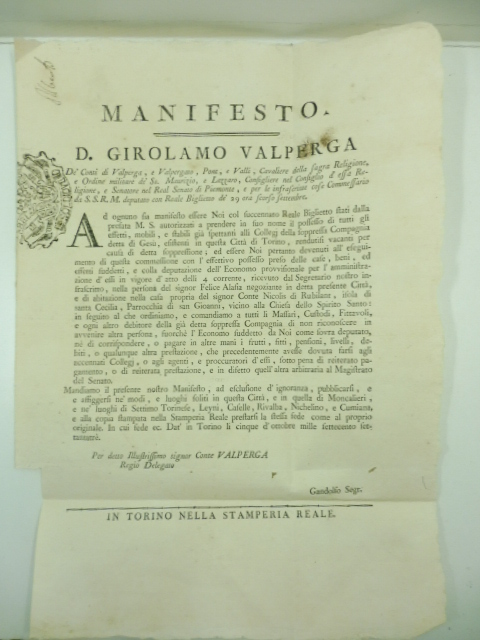 MANIFESTO.
D. GIROLAMO VALPERGA
De' Conti di Valperga, e Valpergato, Pont, e Valli, Cavaliere della sagra Religione,
e Ordine militare de' Ss. Maurizio, e Lazzaro, Consigliere nel Consiglio d'essa Re-
ligione, e Senatore nel Real Senato di Piemonte, e per le infrascritte cose Commessario
da S. S. R. M. deputato con Reale Biglietto de' 29 ora scorso settembre.
Ad ognuno sia manifesto essere Noi col succennato Reale Biglietto stati dalla
prefata M. S. autorizzati a prendere in suo nome il possesso di tutti gli
effetti, mobili, e stabili già spettanti alli Collegj della soppressa Compagnia
detta di Gesù, esistenti in questa Città di Torino, rendutisi vacanti per
causa di detta soppressione; ed essere Noi pertanto devenuti all'esegui-
mento di questa commissione con l'effettivo possesso preso delle case, beni, ed
effetti suddetti, e colla deputazione dell'Economo provvisionale per l'amministra-
zione d'essi in vigore d'atto delli 4 corrente, ricevuto dal Segretario nostro in-
frascritto, nella persona del signor Felice Alasia negoziante in detta presente Città,
e di abitazione nella casa propria del signor Conte Nicolis di Robilant, isola di
santa Cecilia, Parrocchia di san Gioanni, vicino alla Chiesa dello Spirito Santo:
in seguito al che ordiniamo, e comandiamo a tutti li Massari, Custodi, Fittavoli,
e ogni altro debitore della già detta soppressa Compagnia di non riconoscere in
avvenire altra persona, fuorchè l'Economo suddetto da Noi come sovra deputato,
nè di corrispondere, o pagare in altre mani i frutti, fitti, pensioni, livelli, de-
biti, o qualunque altra prestazione, che precedentemente avesse dovuta farsi agli
accennati Collegj, o agli agenti, e proccuratori d'essi, sotto pena di reiterato pa-
gamento, o di reiterata prestazione, e in difetto quell'altra arbitraria al Magistrato
del Senato.
Mandiamo il presente nostro Manifesto, ad esclusione d'ignoranza, pubblicarsi, e
e affiggersi ne' modi, e luoghi soliti in questa Città, e in quella di Moncalieri,
e ne' luoghi di Settimo Torinese, Leynì, Caselle, Rivalta, Nichelino, e Cumiana,
e alla copia stampata nella Stamperia Reale prestarsi la stessa fede come al proprio
originale. In cui fede ec. Dat' in Torino li cinque d'ottobre mille settecento set-
tantatrè.
Per detto Illustrissimo signor Conte VALPERGA
Regio Delegato
Gandolfo Segr.
IN TORINO NELLA STAMPERIA REALE.